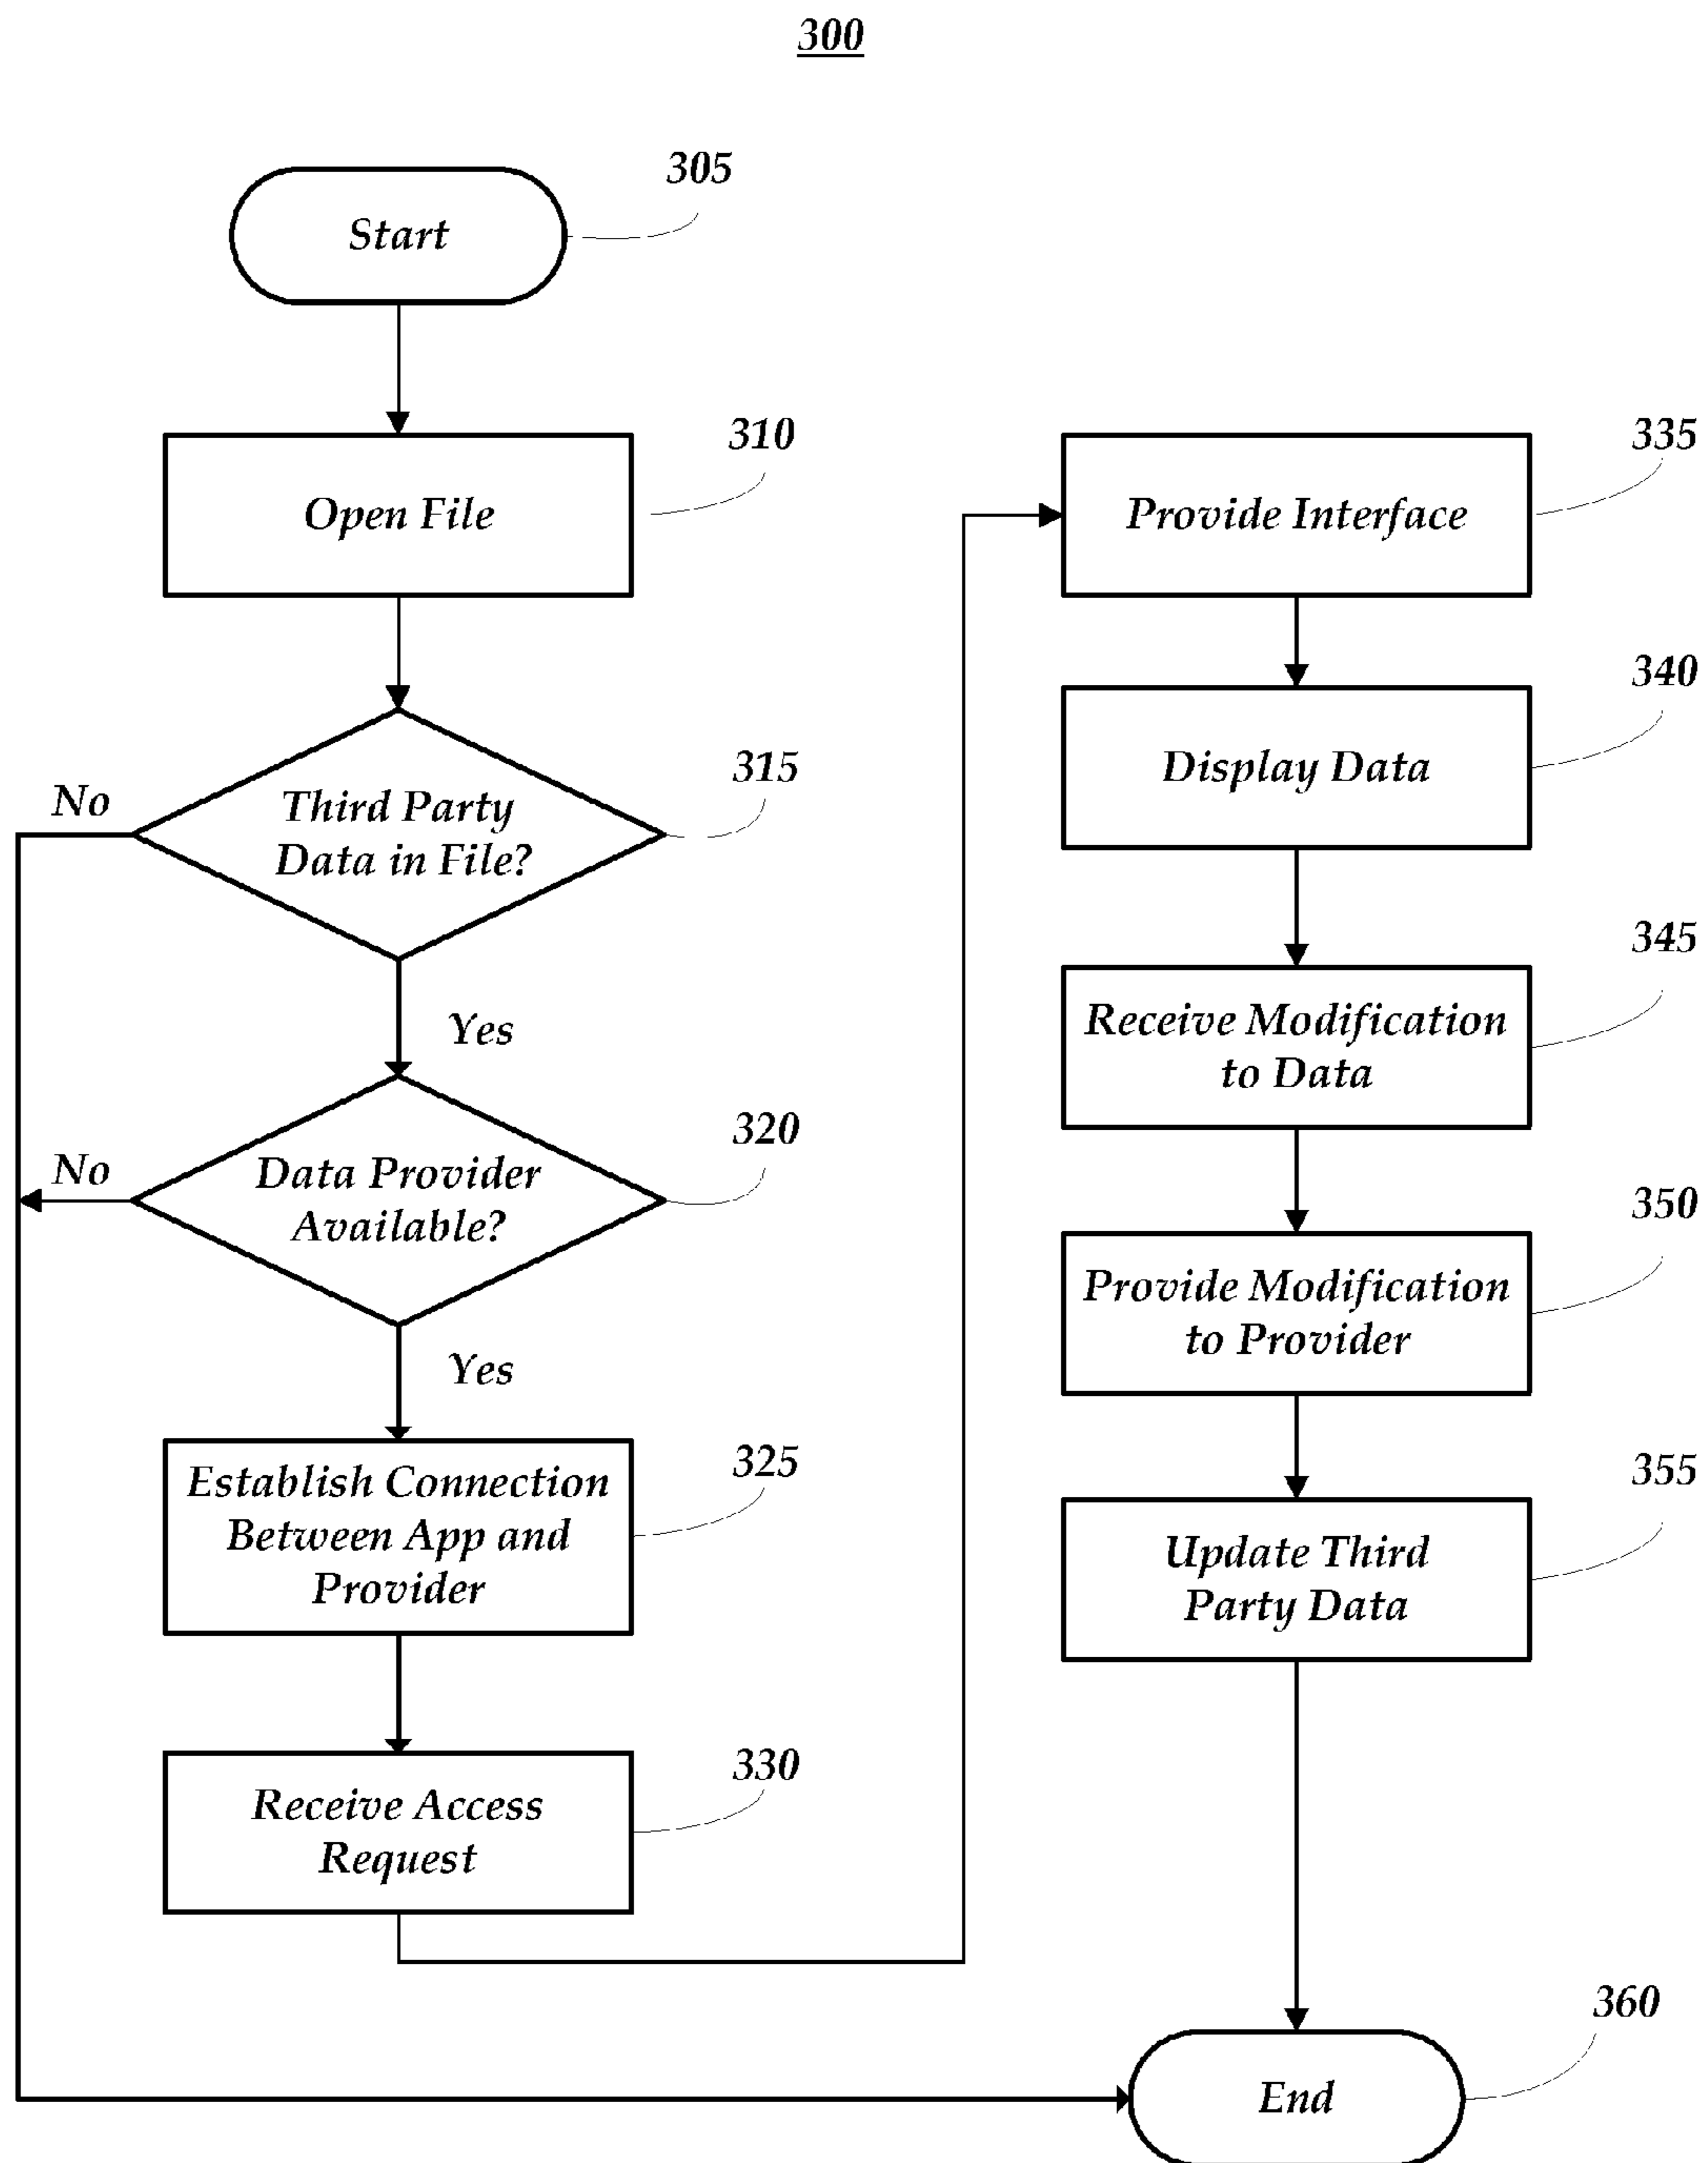 300
305
Start
310
Open File
315
No
Third Party
Data in File?
Yes
320
No
Data Provider
Available?
Yes
325
Establish Connection
Between App and
Provider
330
Receive Access
Request
335
Provide Interface
340
Display Data
345
Receive Modification
to Data
350
Provide Modification
to Provider
355
Update Third
Party Data
360
End